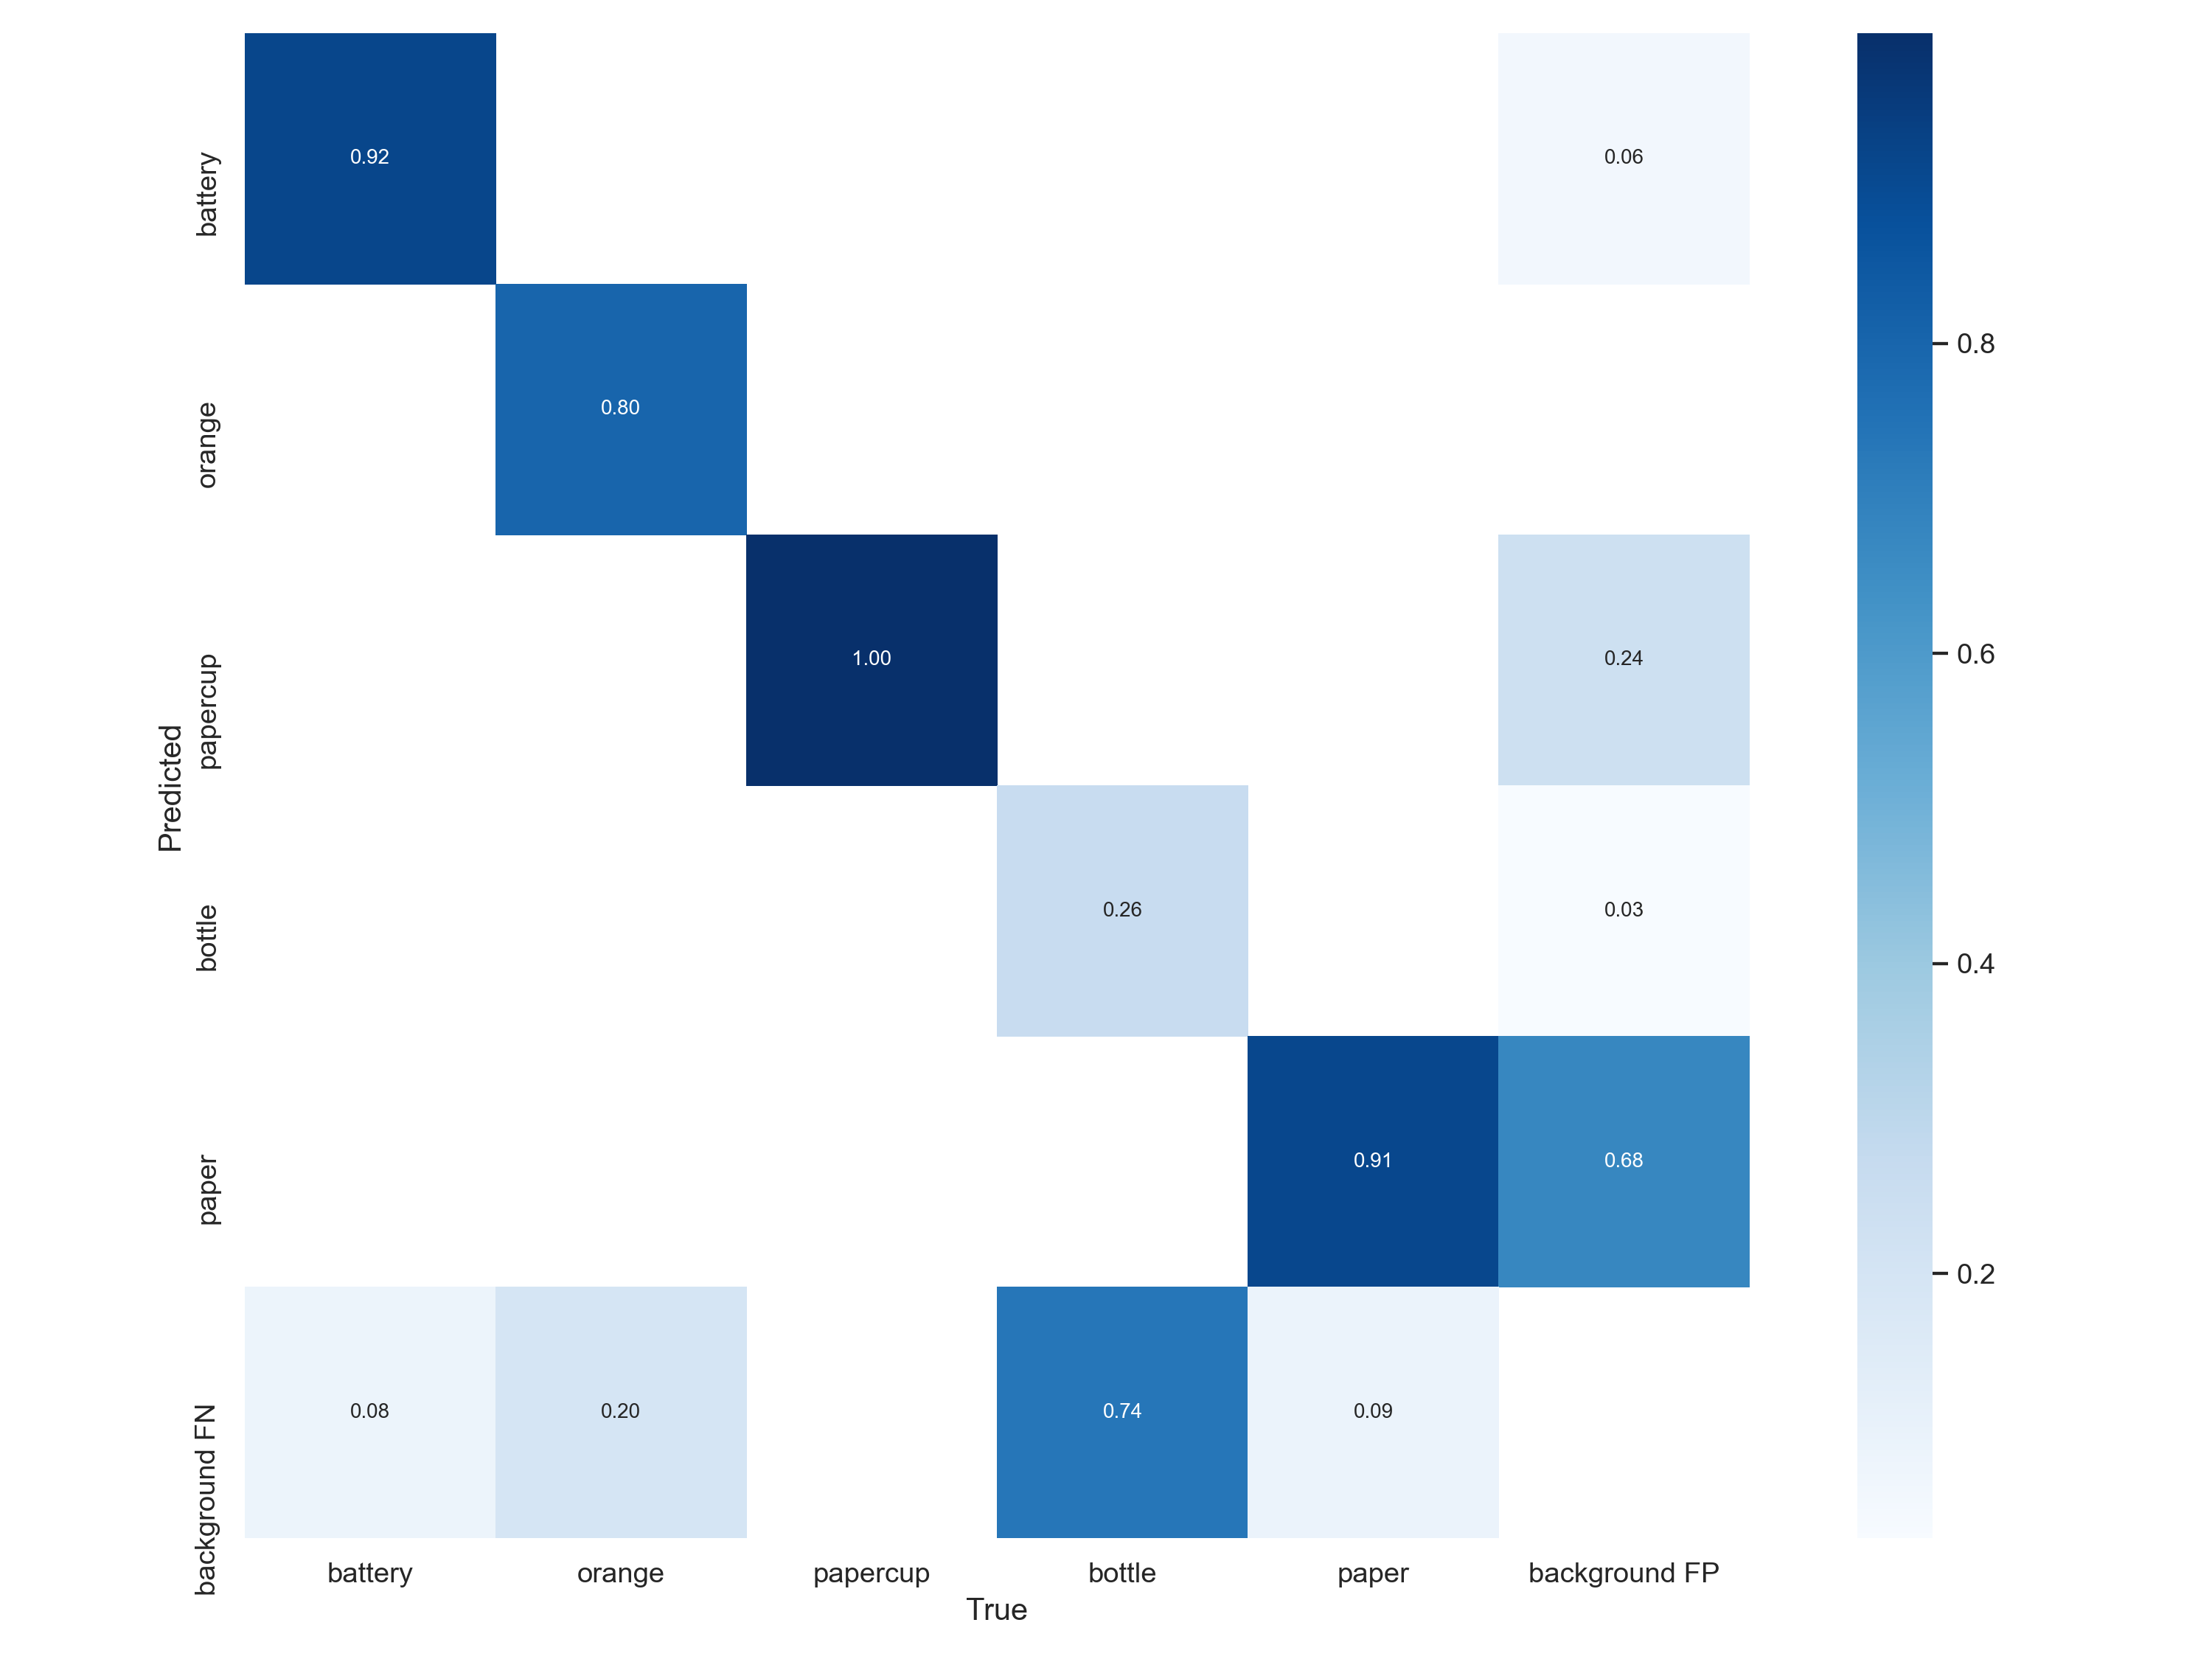 battery
0.92
0.06
orange
0.80
papercup
1.00
0.24
Predicted
bottle
0.26
0.03
paper
0.91
0.68
background FN
0.08
0.20
0.74
0.09
battery
orange
papercup
bottle
paper
background FP
True
0.8
0.6
0.4
0.2